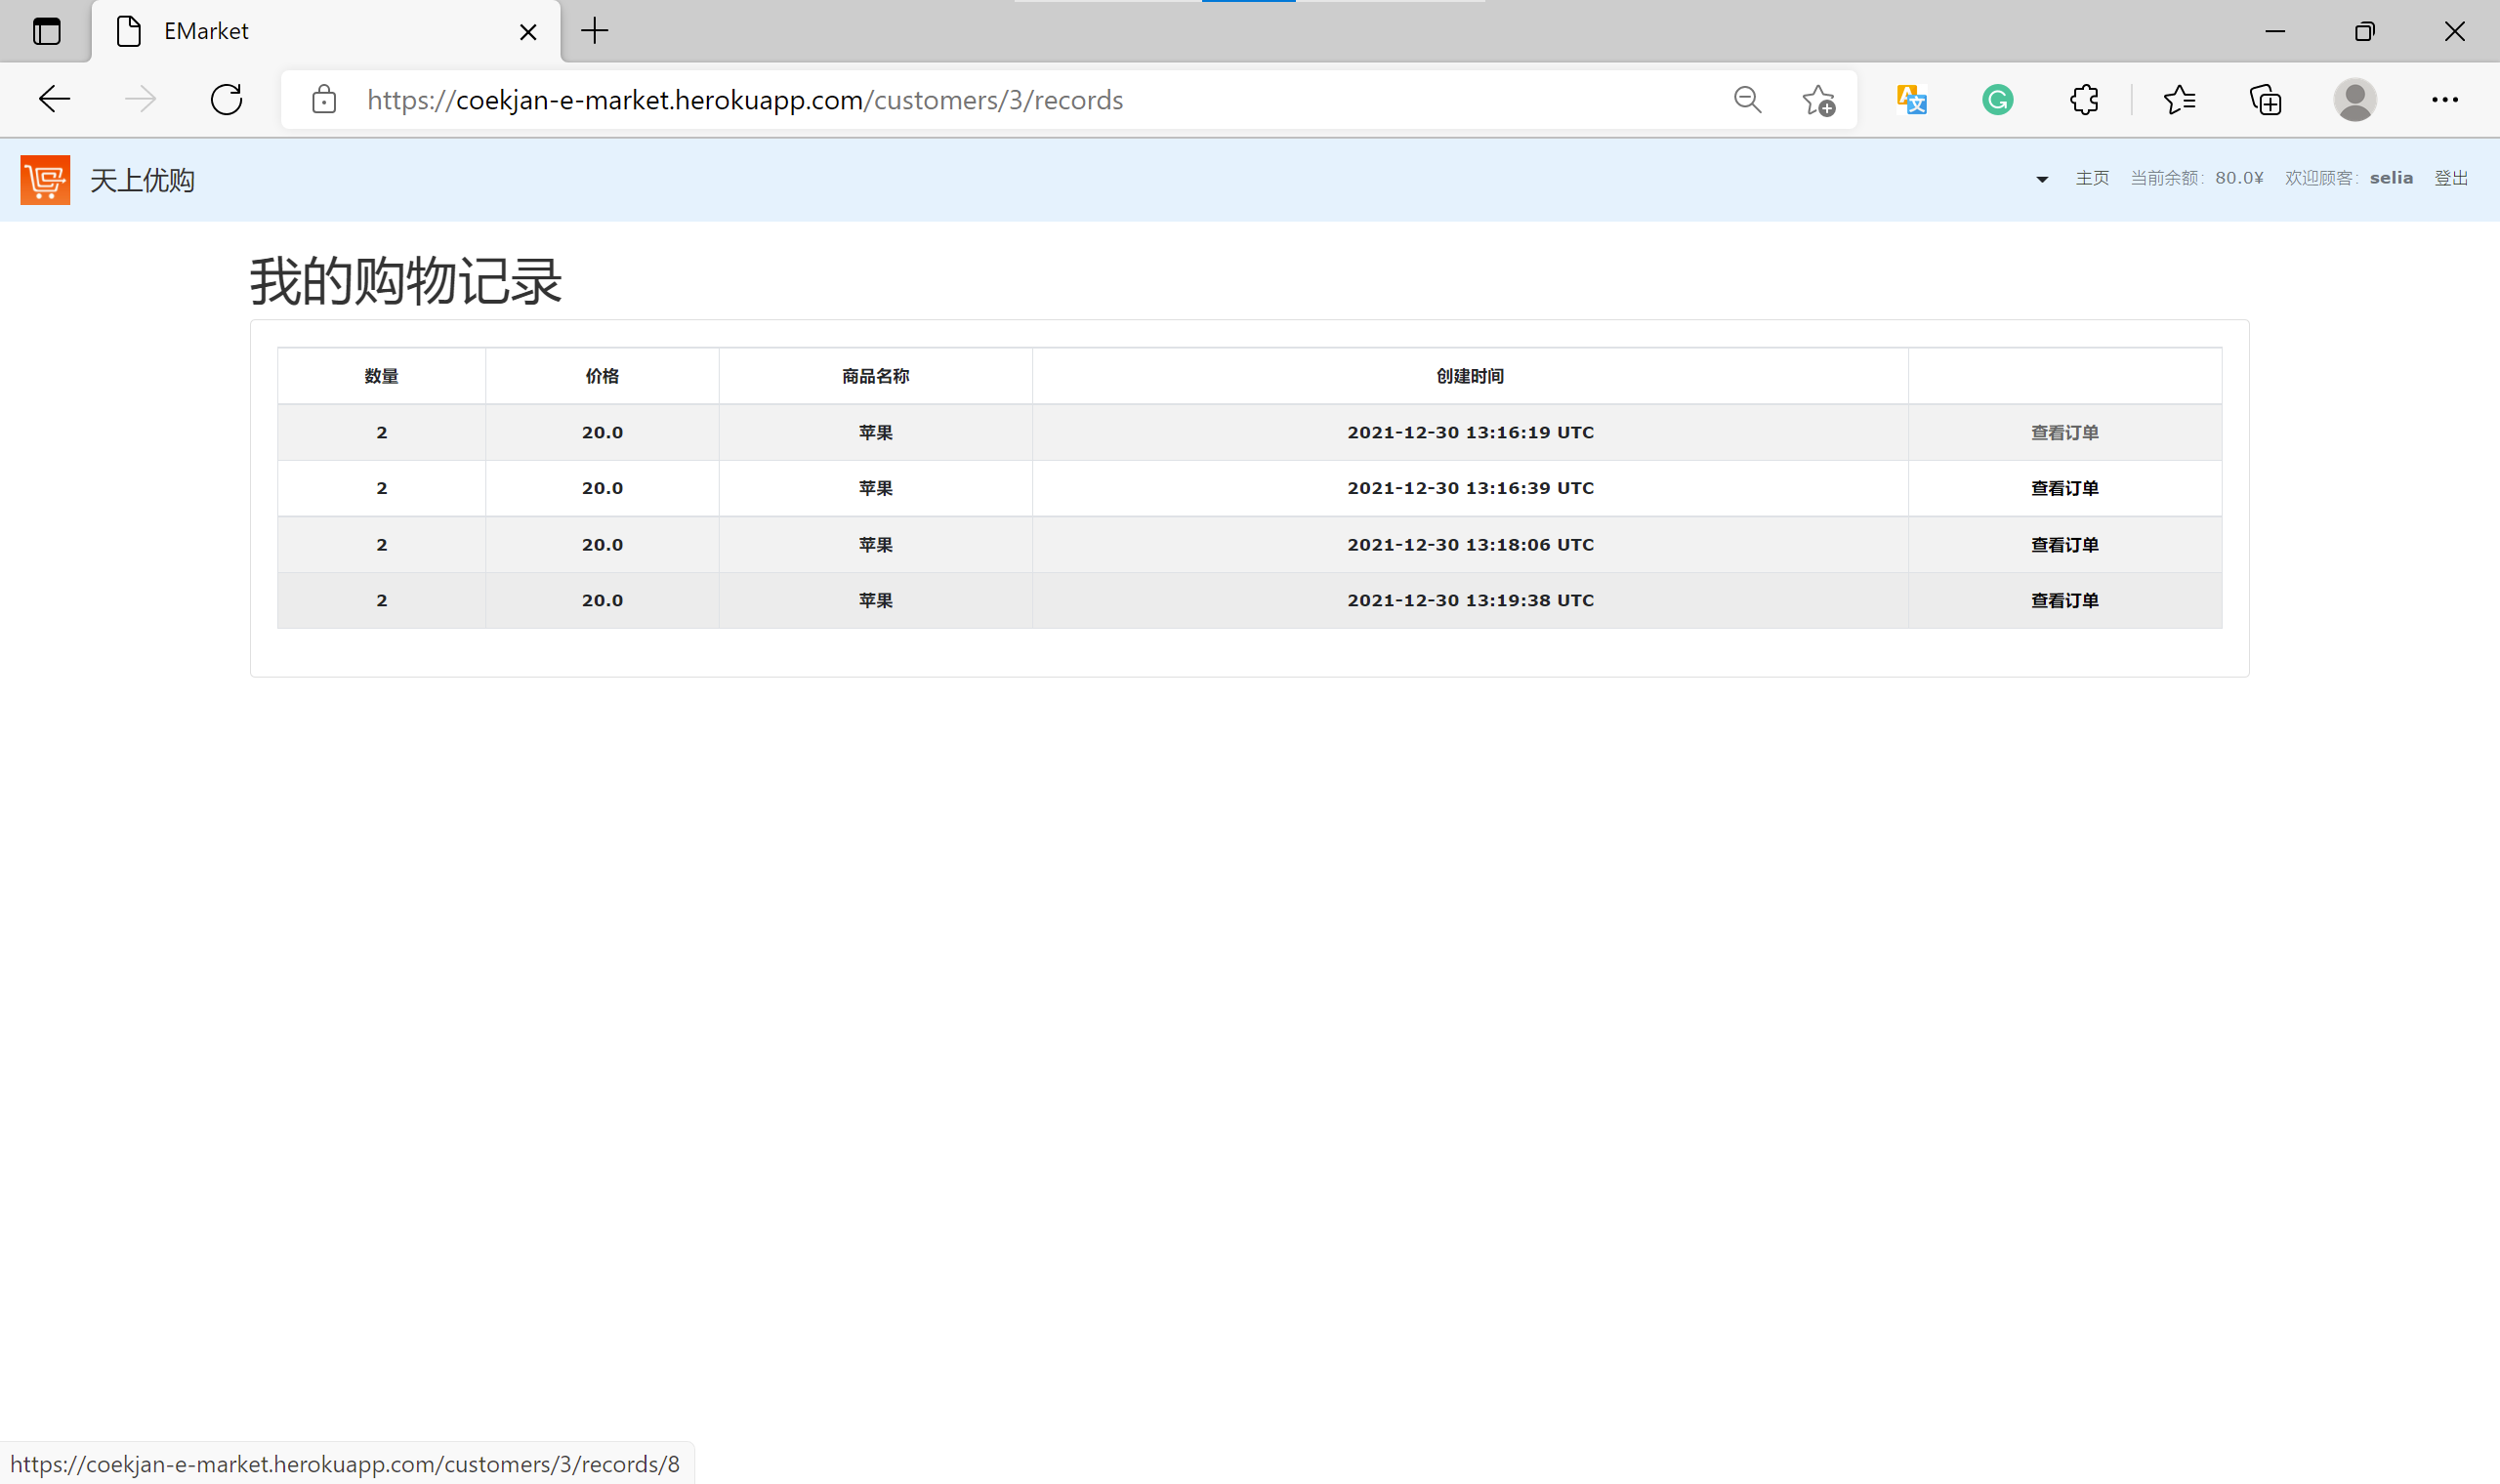 EMarket
https://coekjan-e-market.herokuapp.com/customers/3/records
天上优购
主页 当前余额: 80.0¥ 欢迎顾客: selia 登出
我的购物记录
数量 价格 商品名称 创建时间
2 20.0 苹果 2021-12-30 13:16:19 UTC 查看订单
2 20.0 苹果 2021-12-30 13:16:39 UTC 查看订单
2 20.0 苹果 2021-12-30 13:18:06 UTC 查看订单
2 20.0 苹果 2021-12-30 13:19:38 UTC 查看订单
https://coekjan-e-market.herokuapp.com/customers/3/records/8